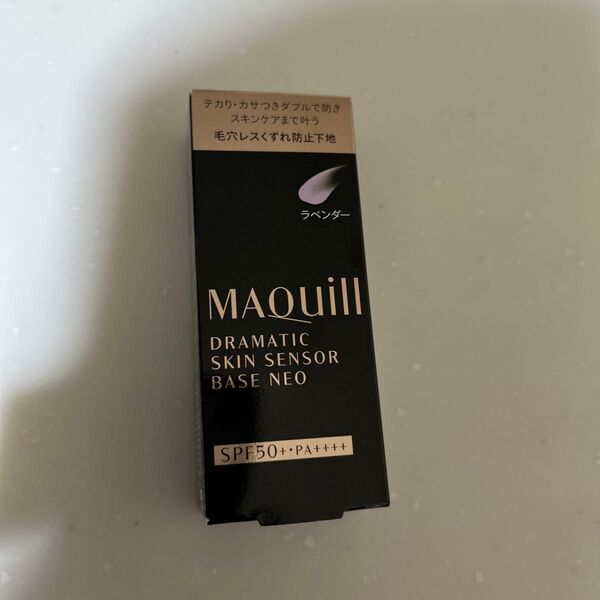 テカリ・カサつきダブルで防ぎ
スキンケアまで叶う
毛穴レスくずれ防止下地
ラベンダー
MAQuill
DRAMATIC
SKIN SENSOR
BASE NEO
SPF50+・PA++++